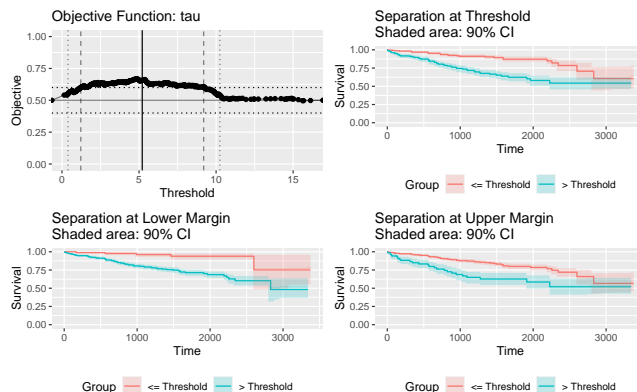 Objective Function: tau
1.00
0.75
0.50
0.25
0.00
Objective
0
5
10
15
Threshold
Separation at Threshold
Shaded area: 90% CI
1.00
0.75
0.50
0.25
0.00
Survival
0
1000
2000
3000
Time
Group
<= Threshold
> Threshold
Separation at Lower Margin
Shaded area: 90% CI
1.00
0.75
0.50
0.25
0.00
Survival
0
1000
2000
3000
Time
Group
<= Threshold
> Threshold
Separation at Upper Margin
Shaded area: 90% CI
1.00
0.75
0.50
0.25
0.00
Survival
0
1000
2000
3000
Time
Group
<= Threshold
> Threshold